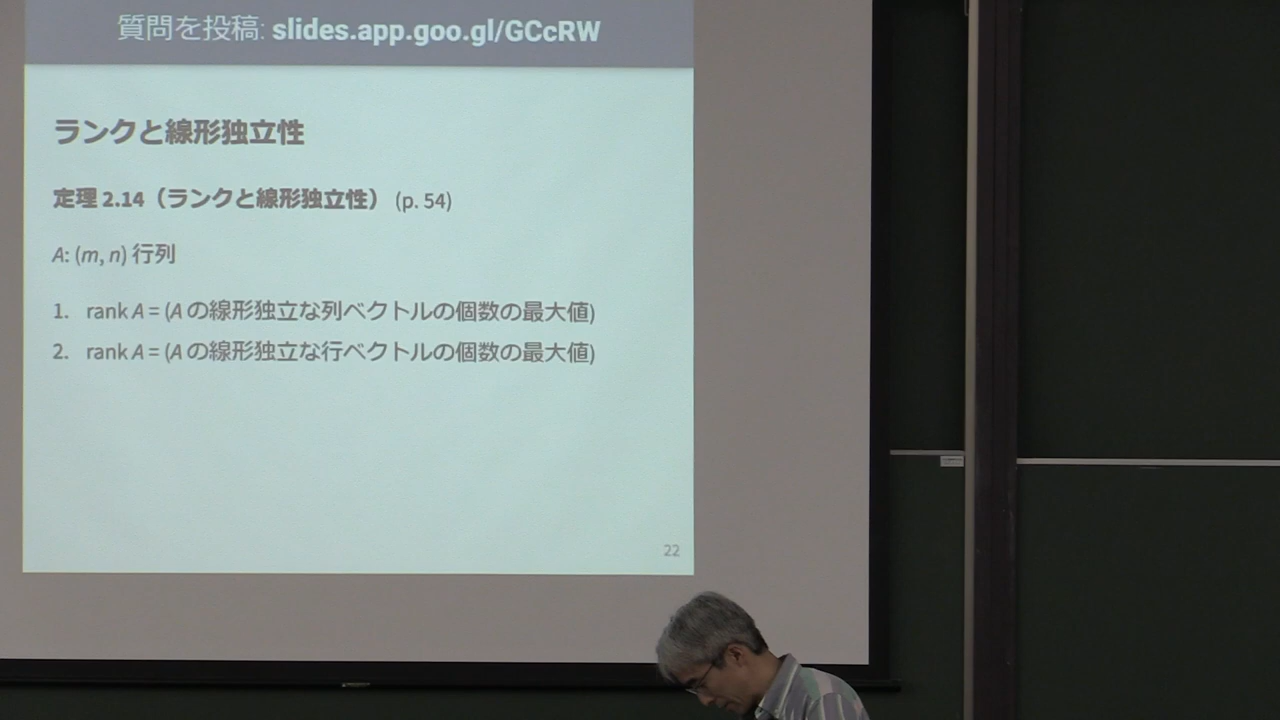 質問を投稿: slides.app.goo.gl/GCcRW
ランクと線形独立性
定理 2.14（ランクと線形独立性） (p. 54)
A: (m, n) 行列
1. rank A = (A の線形独立な列ベクトルの個数の最大値)
2. rank A = (A の線形独立な行ベクトルの個数の最大値)
22